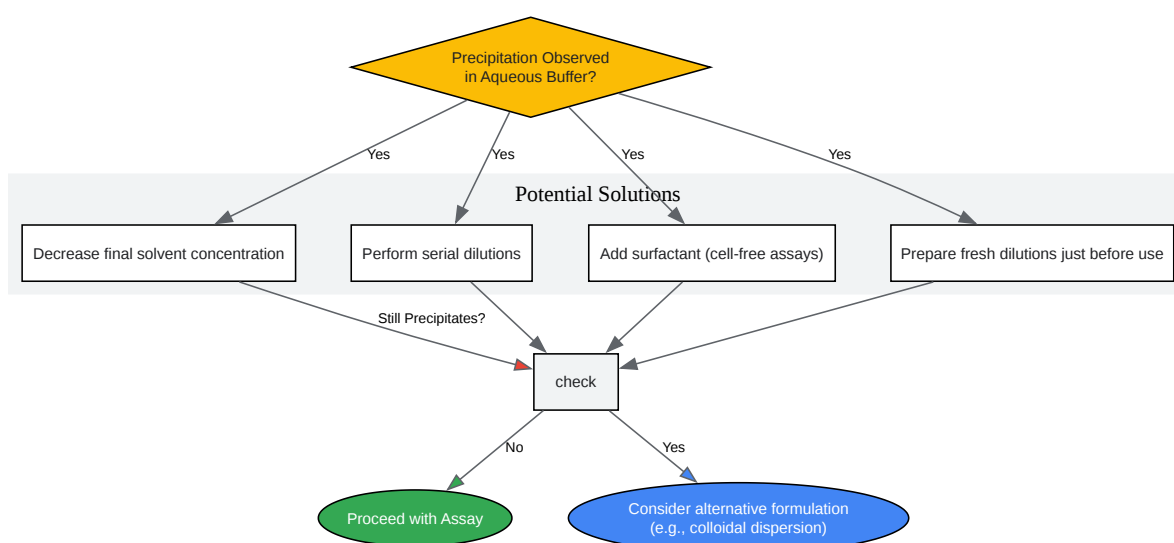 Precipitation Observed
in Aqueous Buffer?
Yes
Yes
Yes
Yes
Potential Solutions
Decrease final solvent concentration
Perform serial dilutions
Add surfactant (cell-free assays)
Prepare fresh dilutions just before use
Still Precipitates?
check
No
Yes
Proceed with Assay
Consider alternative formulation
(e.g., colloidal dispersion)